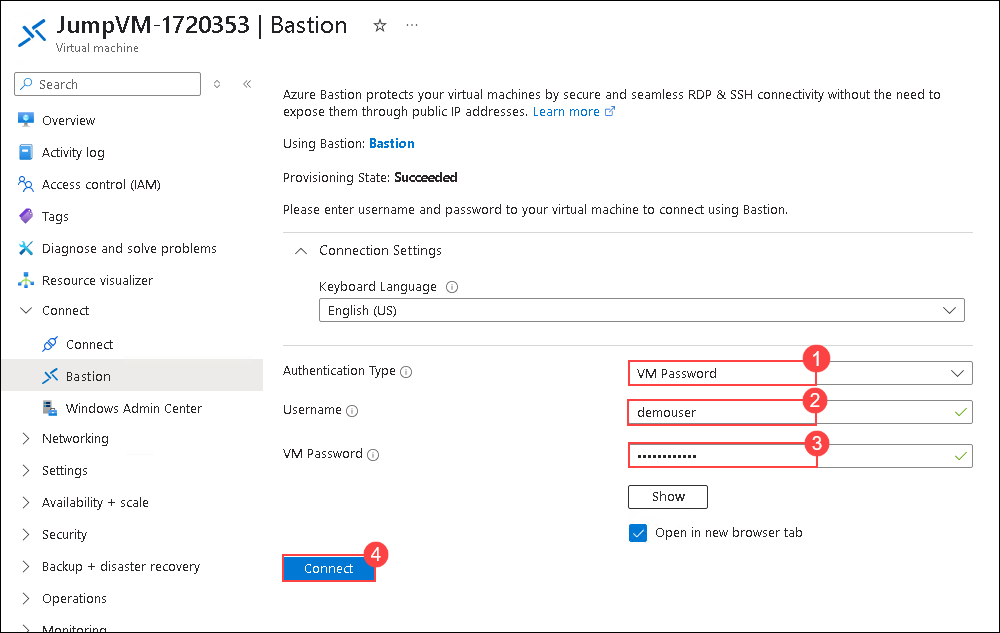 JumpVM-1720353 | Bastion ☆ ···
Virtual machine
Search
«
Overview
Activity log
Access control (IAM)
Tags
Diagnose and solve problems
Resource visualizer
Connect
Connect
Bastion
Windows Admin Center
Networking
Settings
Availability + scale
Security
Backup + disaster recovery
Operations
Monitoring
Azure Bastion protects your virtual machines by secure and seamless RDP & SSH connectivity without the need to
expose them through public IP addresses. Learn more
Using Bastion: Bastion
Provisioning State: Succeeded
Please enter username and password to your virtual machine to connect using Bastion.
Connection Settings
Keyboard Language
English (US)
Authentication Type
VM Password
1
Username
demouser
2
VM Password
••••••••••••
3
Show
Open in new browser tab
Connect
4